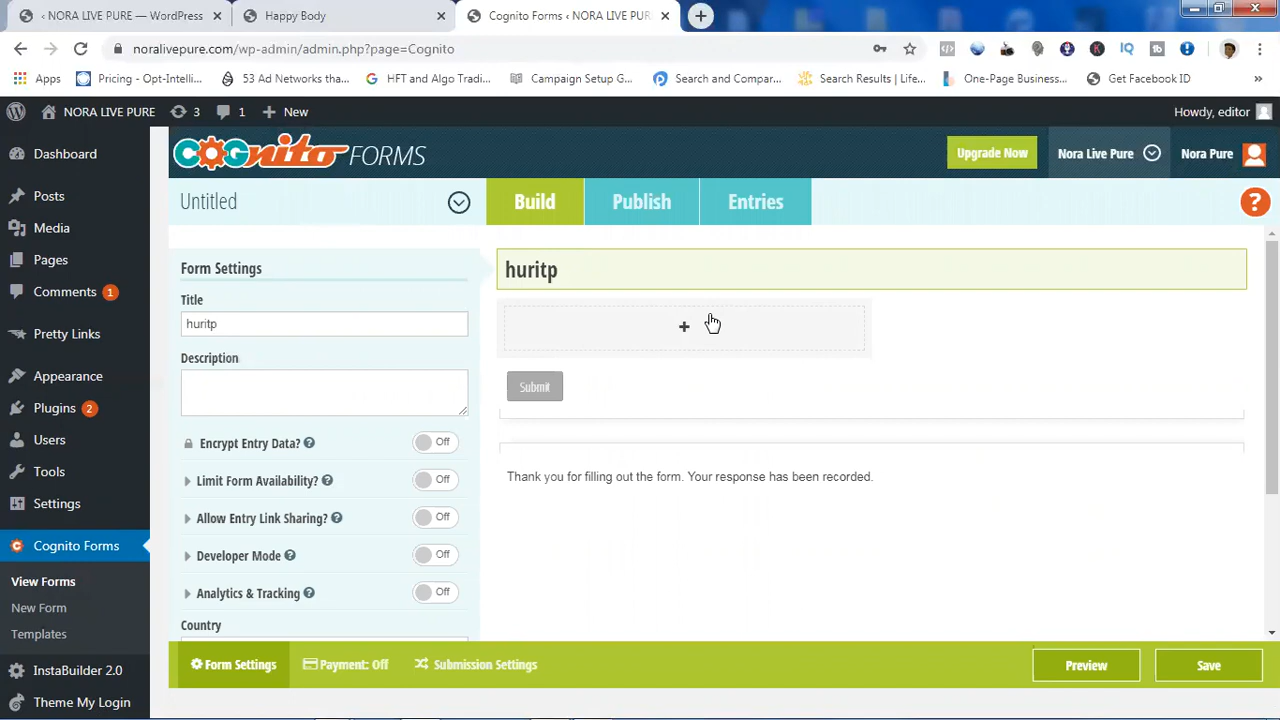 ‹ NORA LIVE PURE — WordPress
Happy Body
Cognito Forms ‹ NORA LIVE PURE
noralivepure.com/wp-admin/admin.php?page=Cognito
Apps
Pricing - Opt-Intelli...
53 Ad Networks tha...
HFT and Algo Tradi...
Campaign Setup G...
Search and Compar...
Search Results | Life...
One-Page Business...
Get Facebook ID
»
NORA LIVE PURE
3
1
New
Howdy, editor
Dashboard
Posts
Media
Pages
Comments 1
Pretty Links
Appearance
Plugins 2
Users
Tools
Settings
Cognito Forms
View Forms
New Form
Templates
InstaBuilder 2.0
Theme My Login
COGNITO FORMS
Upgrade Now
Nora Live Pure
Nora Pure
Untitled
Build
Publish
Entries
?
Form Settings
Title
huritp
Description
Encrypt Entry Data? ?
Off
Limit Form Availability? ?
Off
Allow Entry Link Sharing? ?
Off
Developer Mode ?
Off
Analytics & Tracking ?
Off
Country
huritp
+
Submit
Thank you for filling out the form. Your response has been recorded.
Form Settings
Payment: Off
Submission Settings
Preview
Save